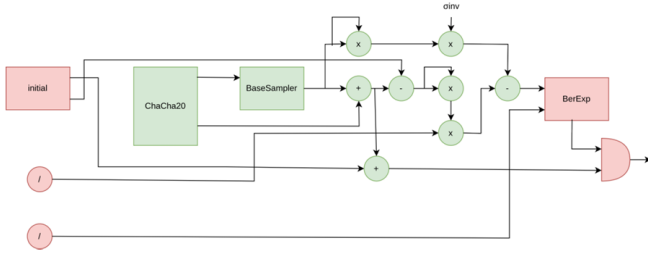 σinv
x
x
initial
ChaCha20
BaseSampler
+
-
x
-
BerExp
x
/
+
/